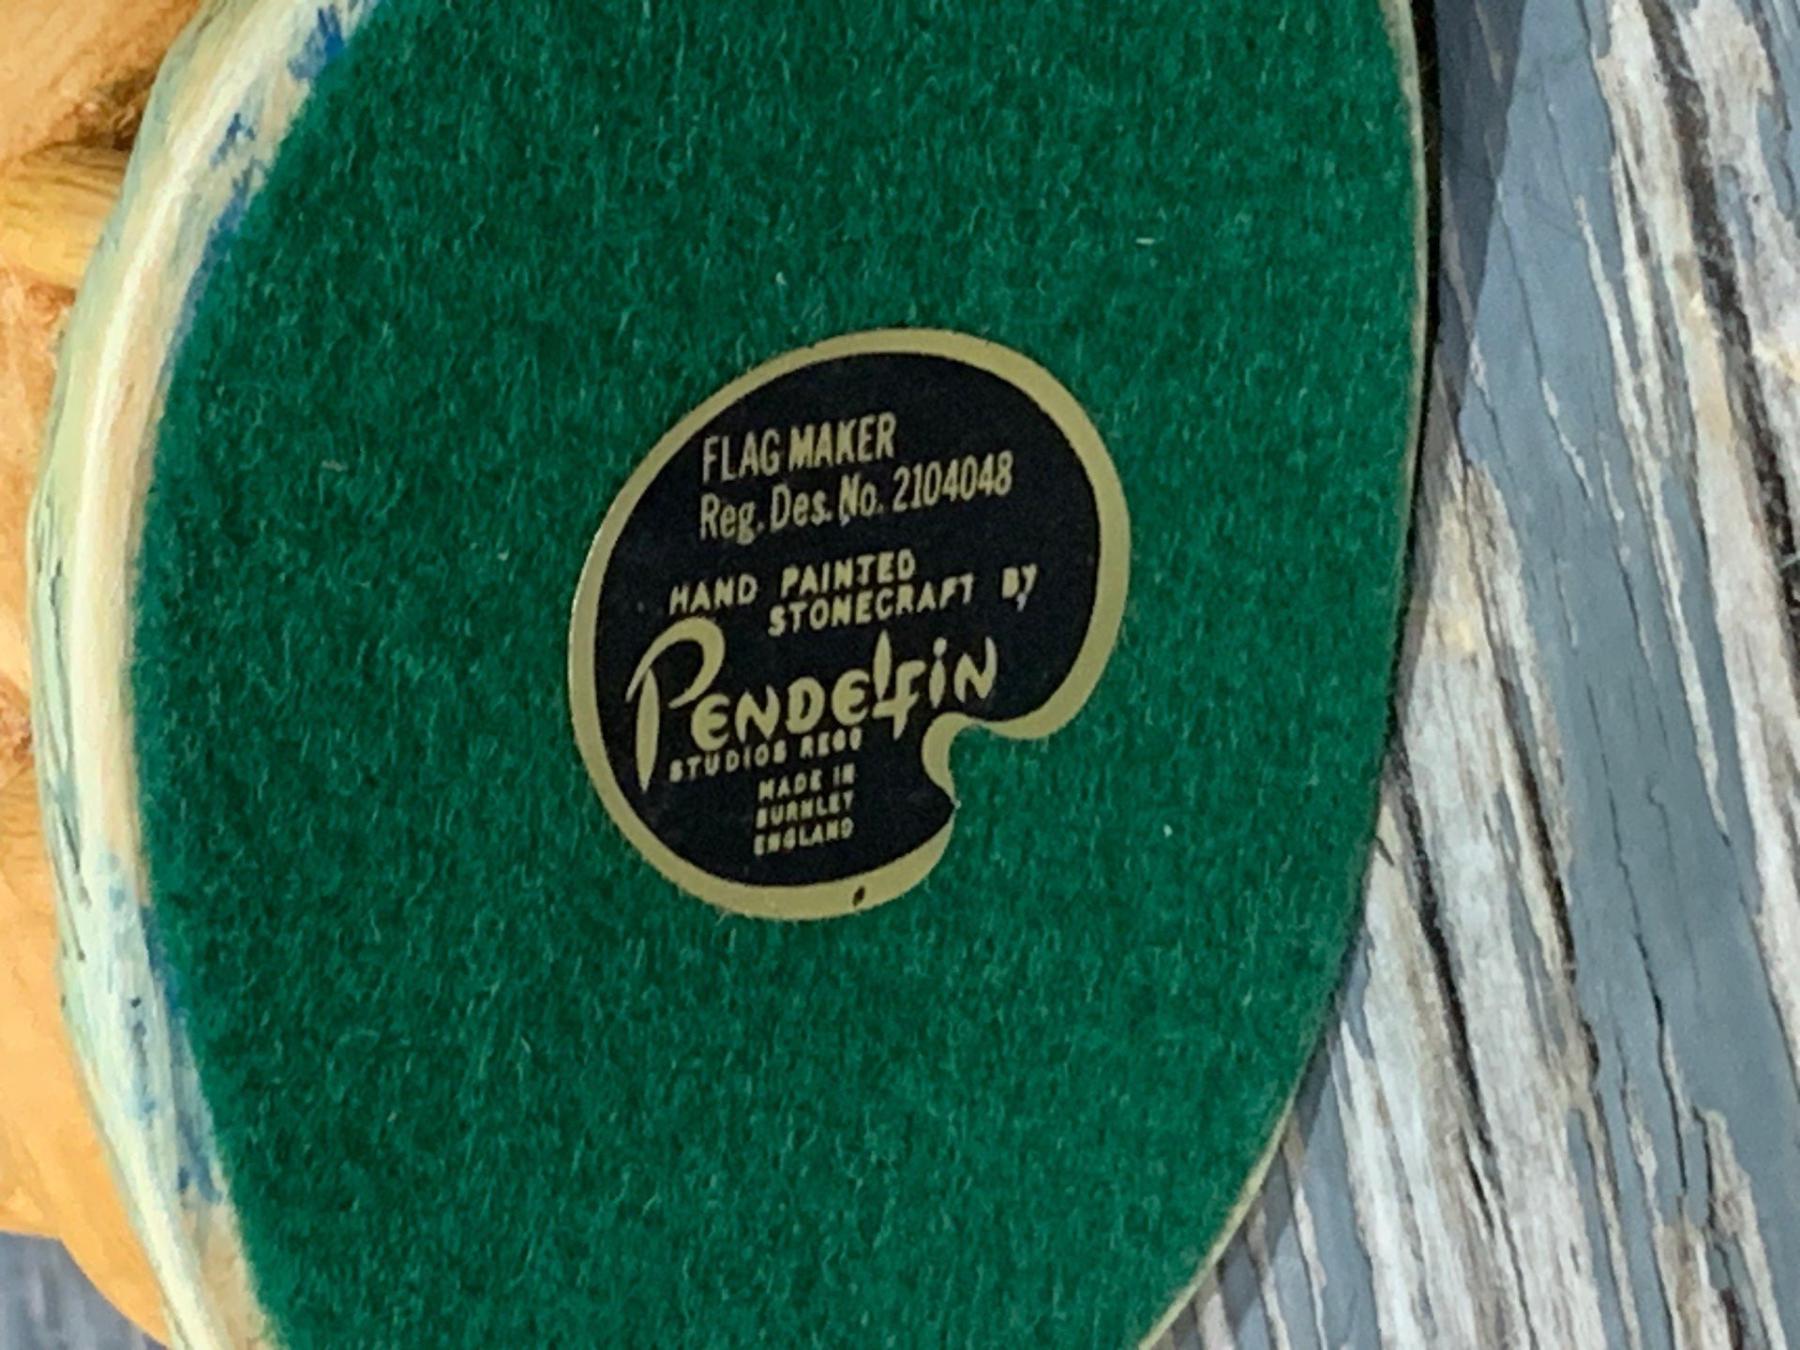 FLAG MAKER
Reg. Des. No. 2104048
HAND PAINTED
STONECRAFT BY
PENDELFIN
STUDIOS REGD
MADE IN
BURNLEY
ENGLAND